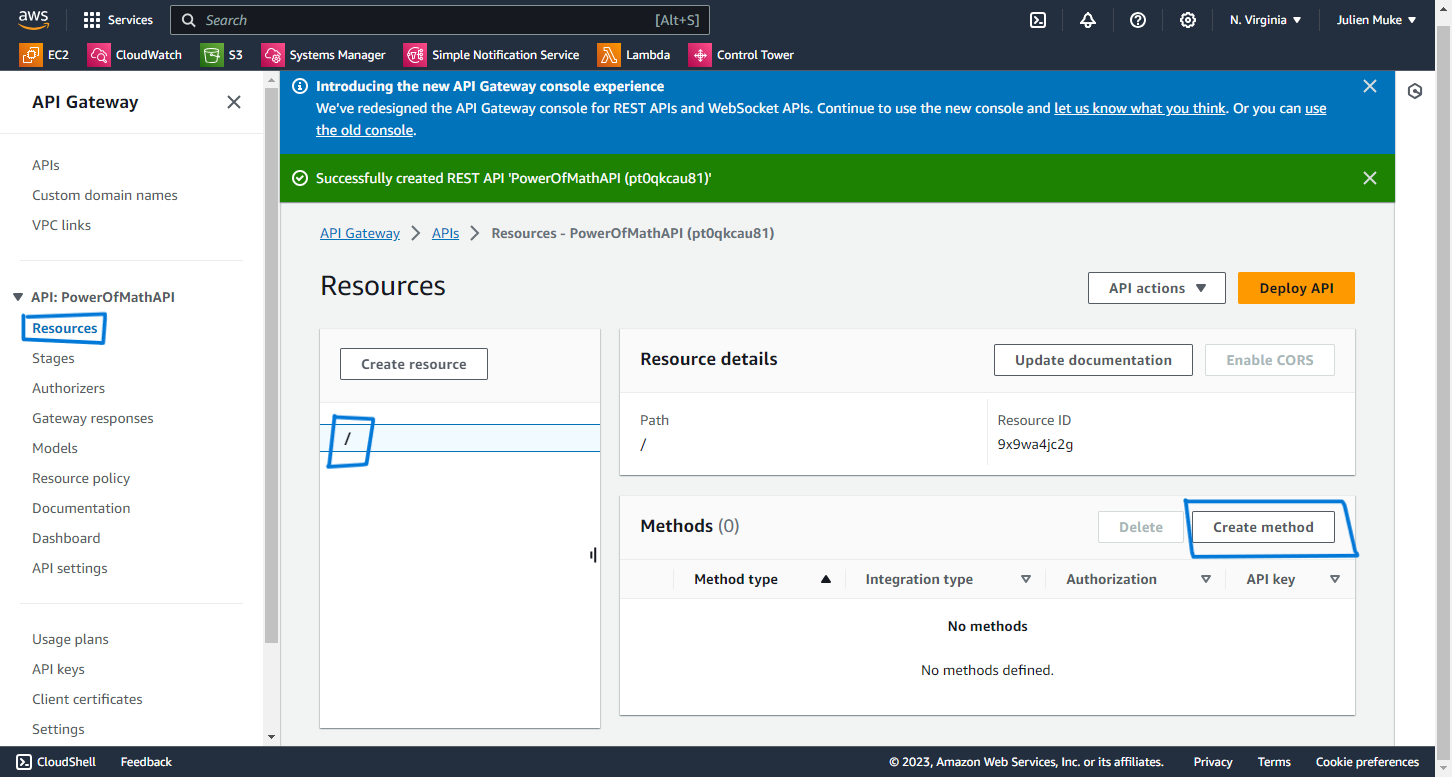 aws
Services
Search
[Alt+S]
N. Virginia
Julien Muke
EC2
CloudWatch
S3
Systems Manager
Simple Notification Service
Lambda
Control Tower
API Gateway
APIs
Custom domain names
VPC links
API: PowerOfMathAPI
Resources
Stages
Authorizers
Gateway responses
Models
Resource policy
Documentation
Dashboard
API settings
Usage plans
API keys
Client certificates
Settings
Introducing the new API Gateway console experience
We've redesigned the API Gateway console for REST APIs and WebSocket APIs. Continue to use the new console and let us know what you think. Or you can use
the old console.
Successfully created REST API 'PowerOfMathAPI (pt0qkcau81)'
API Gateway
APIs
Resources - PowerOfMathAPI (pt0qkcau81)
Resources
API actions
Deploy API
Create resource
/
Resource details
Update documentation
Enable CORS
Path
/
Resource ID
9x9wa4jc2g
Methods (0)
Delete
Create method
Method type
Integration type
Authorization
API key
No methods
No methods defined.
CloudShell
Feedback
© 2023, Amazon Web Services, Inc. or its affiliates.
Privacy
Terms
Cookie preferences